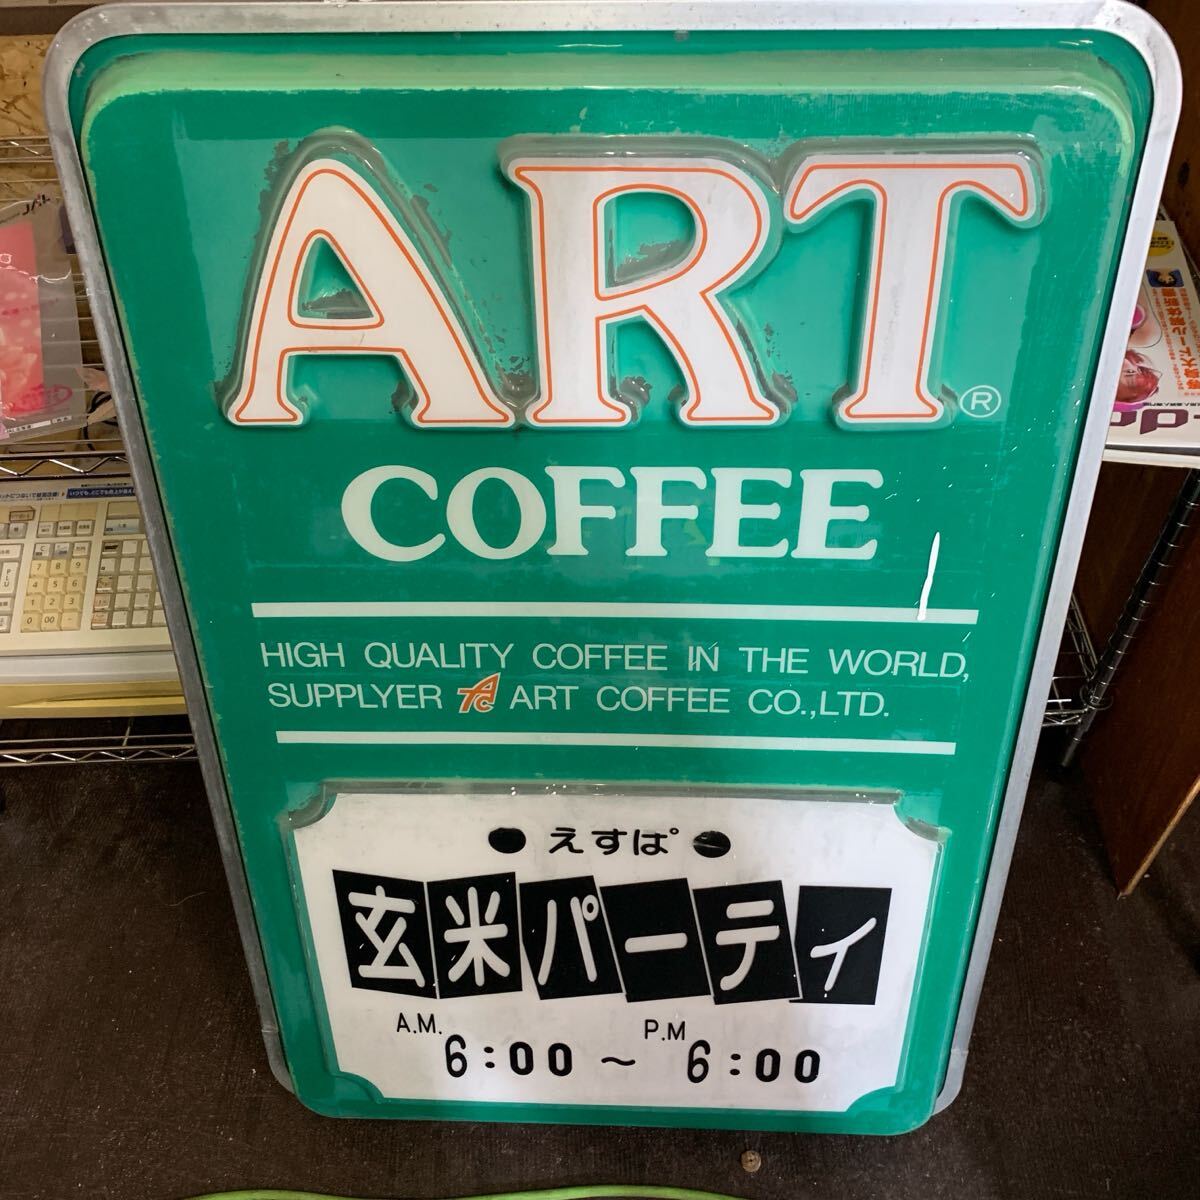 ART®
COFFEE
HIGH QUALITY COFFEE IN THE WORLD,
SUPPLYER ART COFFEE CO.,LTD.
●えすぱ●
玄米パーティ
A.M. 6:00 ～ P.M 6:00